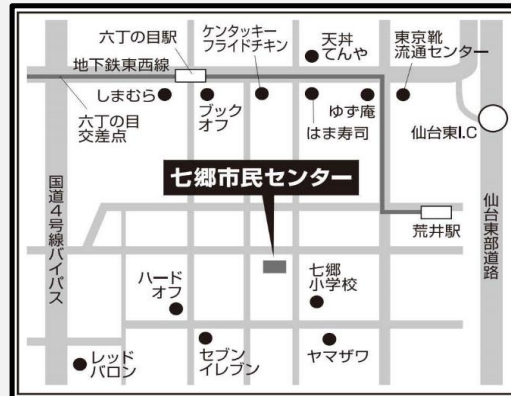 六丁の目駅
ケンタッキー
フライドチキン
天丼
てんや
東京靴
流通センター
地下鉄東西線
しまむら
ブック
オフ
はま寿司
ゆず庵
六丁の目
交差点
仙台東I.C
七郷市民センター
国道4号線バイパス
仙台東部道路
荒井駅
ハード
オフ
七郷
小学校
レッド
バロン
セブン
イレブン
ヤマザワ